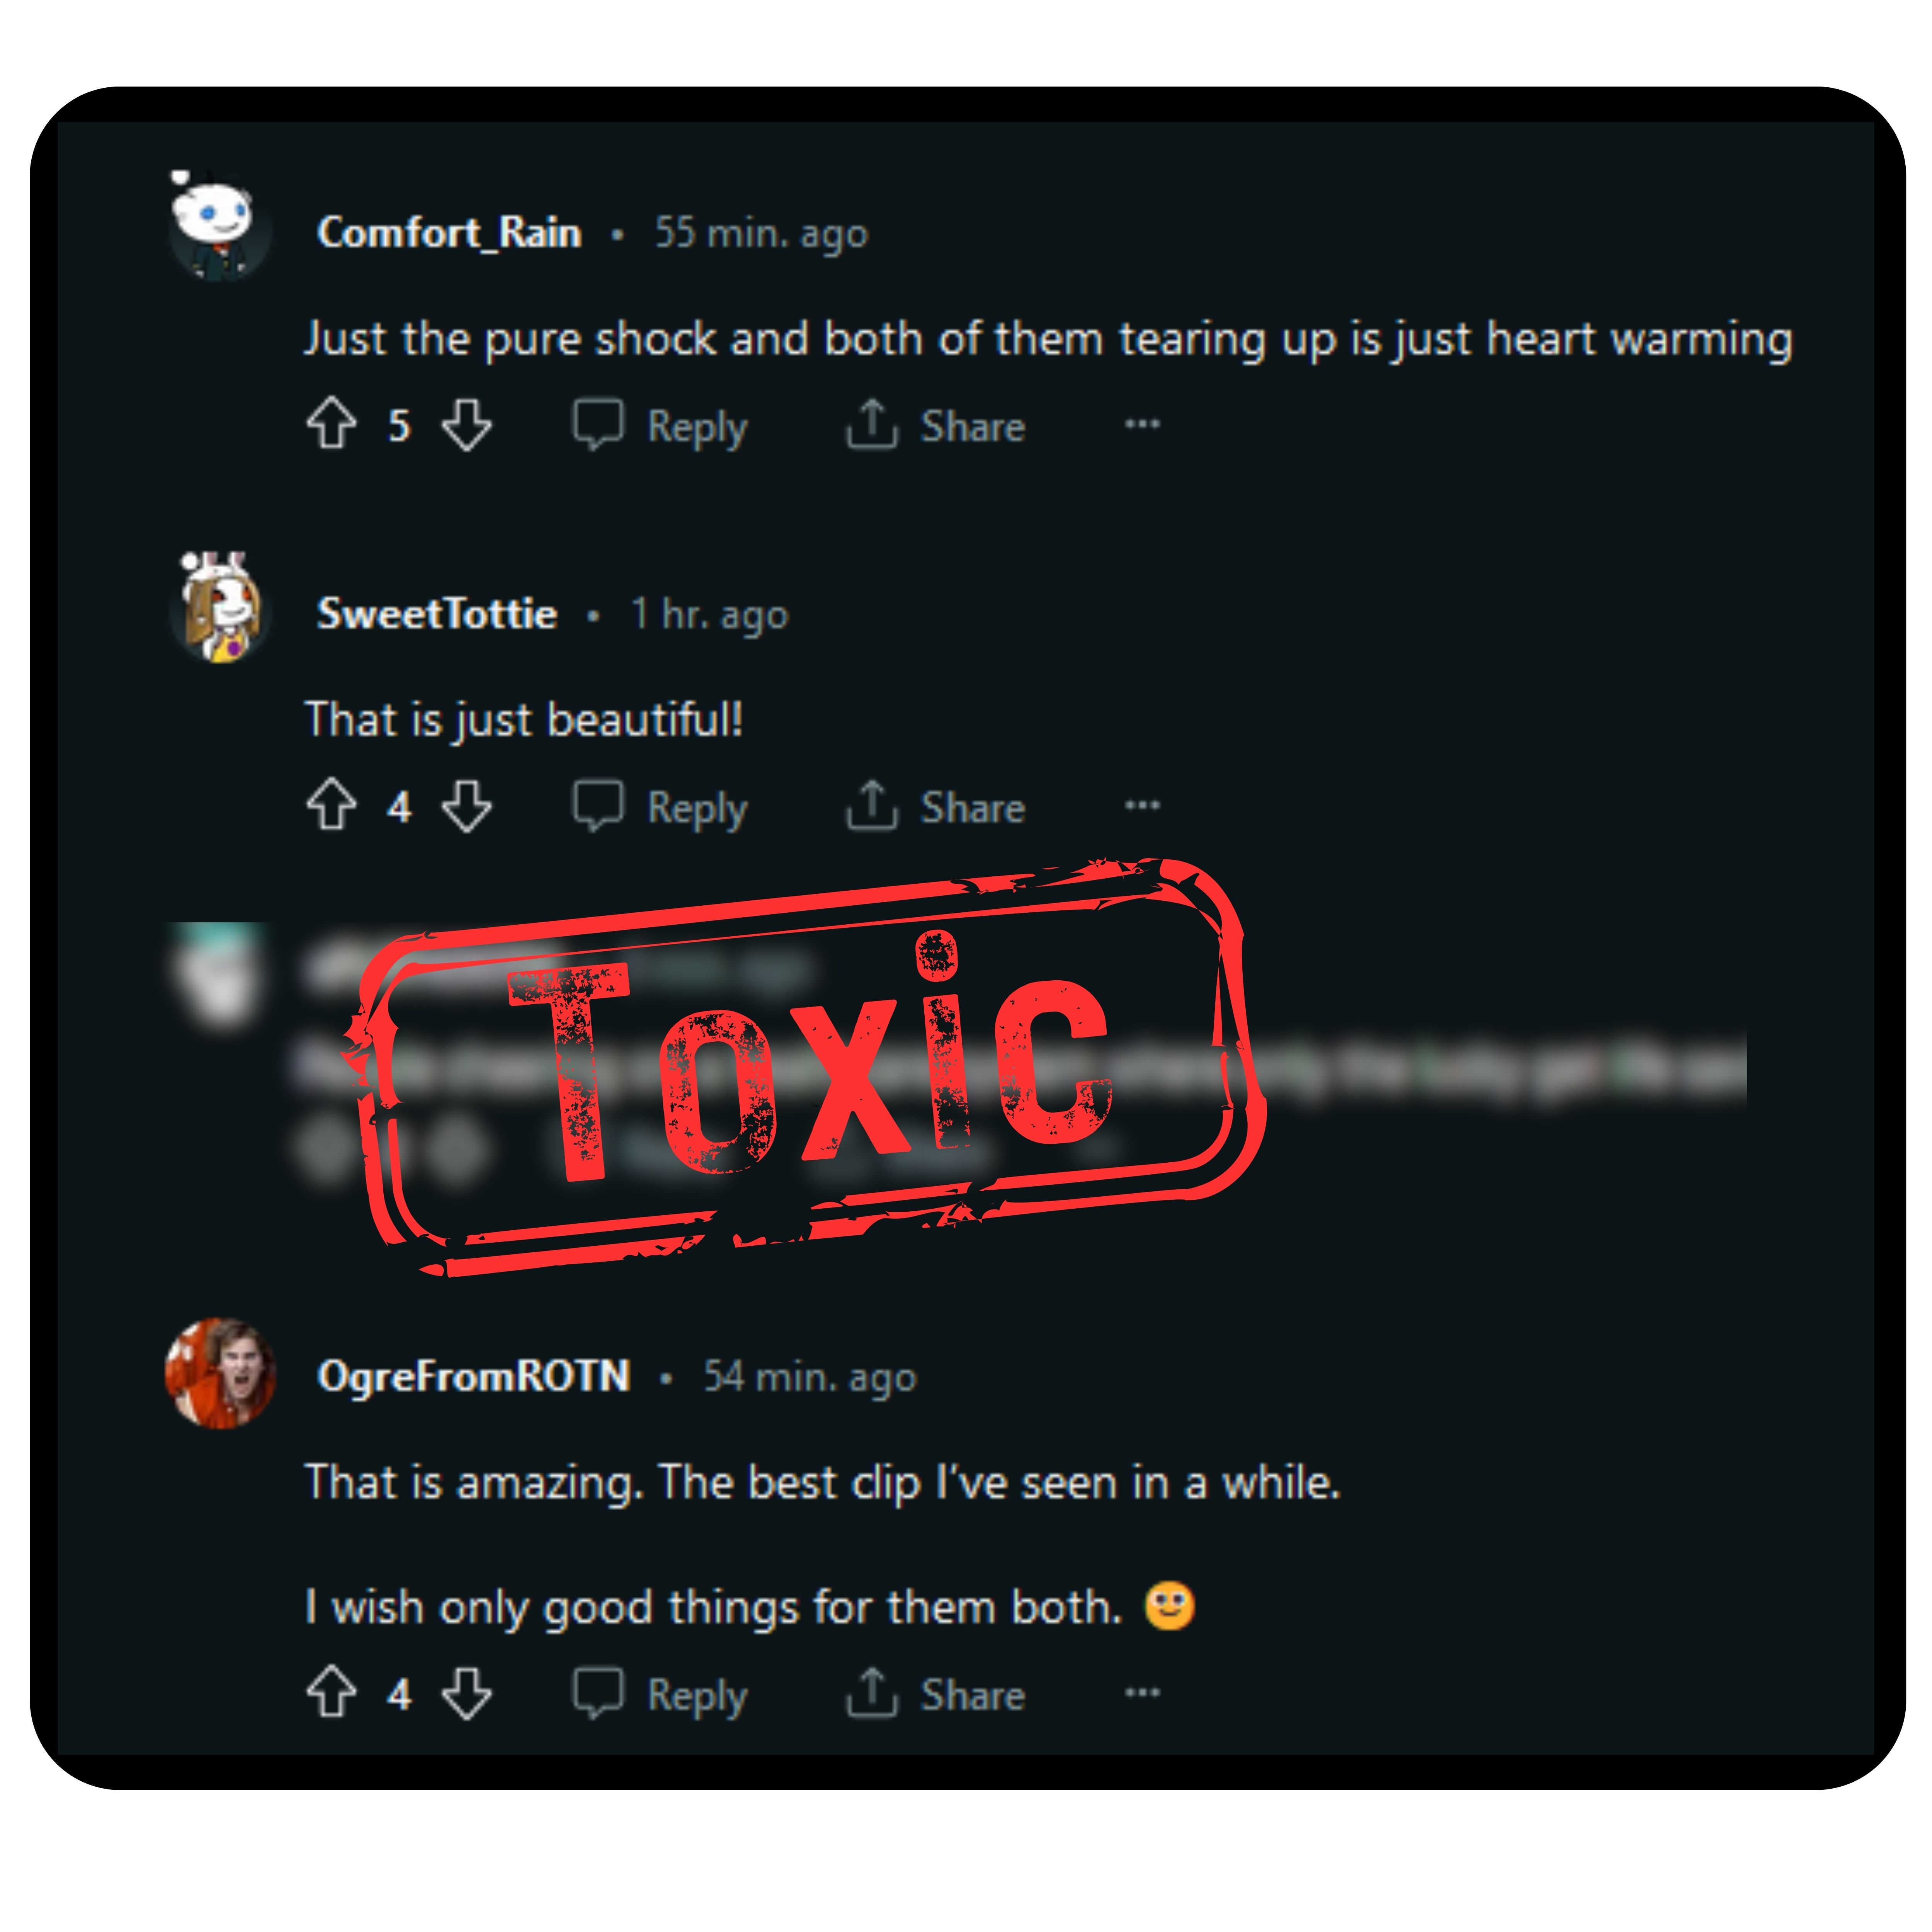 Comfort_Rain • 55 min. ago
Just the pure shock and both of them tearing up is just heart warming
5 Reply Share ...
SweetTottie • 1 hr. ago
That is just beautiful!
4 Reply Share ...
Toxic
OgreFromROTN • 54 min. ago
That is amazing. The best clip I've seen in a while.
I wish only good things for them both. 🙂
4 Reply Share ...